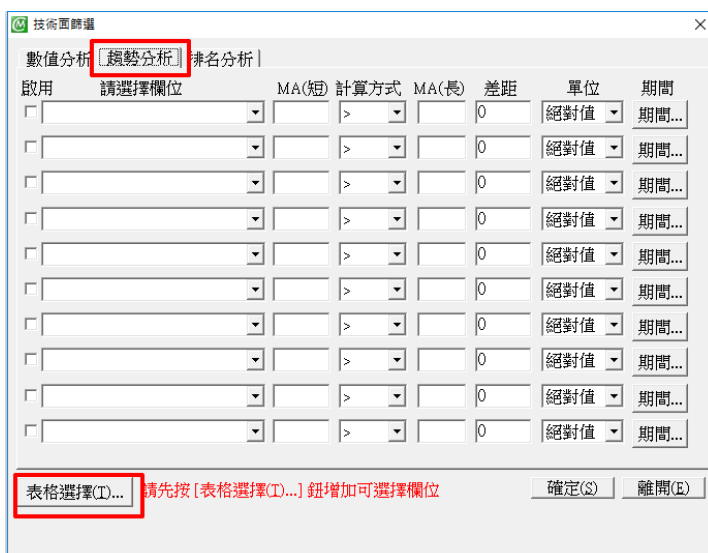 技術面篩選
數值分析 趨勢分析 排名分析
啟用 請選擇欄位 MA(短) 計算方式 MA(長) 差距 單位 期間
> 0 絕對值 期間...
> 0 絕對值 期間...
> 0 絕對值 期間...
> 0 絕對值 期間...
> 0 絕對值 期間...
> 0 絕對值 期間...
> 0 絕對值 期間...
> 0 絕對值 期間...
> 0 絕對值 期間...
> 0 絕對值 期間...
表格選擇(T)... 請先按[表格選擇(T)...]鈕增加可選擇欄位 確定(S) 離開(E)